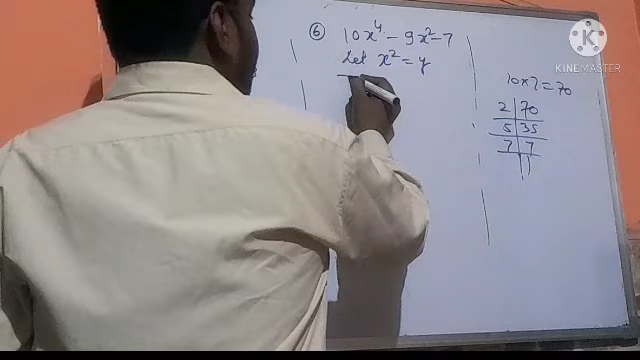 ⑥ 10x⁴ - 9x² - 7
Let x² = y
10 x 7 = 70
2 | 70
5 | 35
7 | 7
1
KINEMASTER